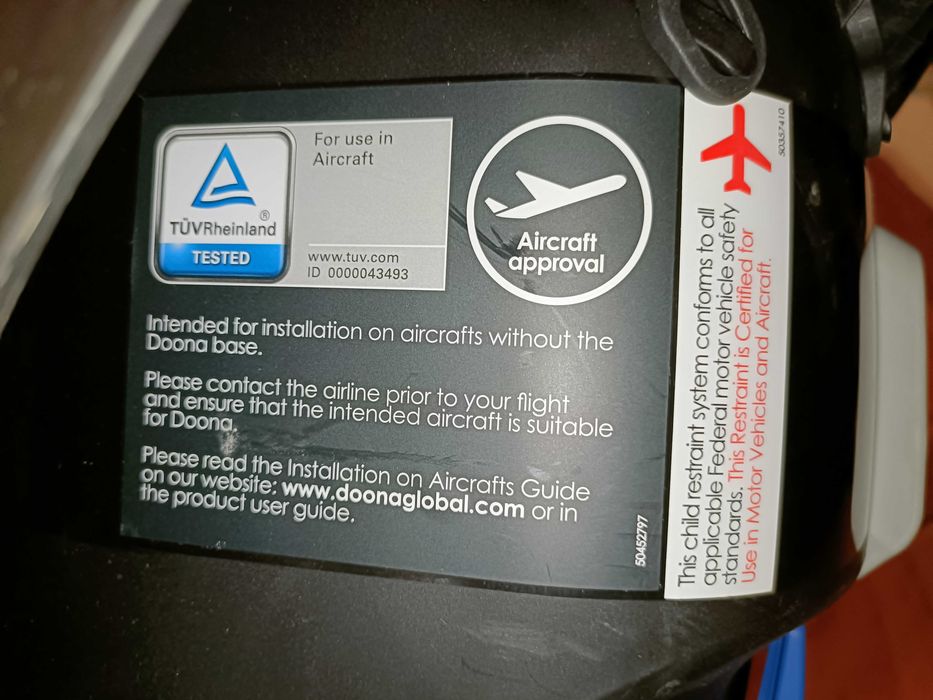 TÜVRheinland®
TESTED
For use in
Aircraft
www.tuv.com
ID 0000043493
Aircraft
approval
Intended for installation on aircrafts without the
Doona base.
Please contact the airline prior to your flight
and ensure that the intended aircraft is suitable
for Doona.
Please read the Installation on Aircrafts Guide
on our website: www.doonaglobal.com or in
the product user guide.
50452797
This child restraint system conforms to all
applicable Federal motor vehicle safety
standards. This Restraint is Certified for
Use in Motor Vehicles and Aircraft.
50357410